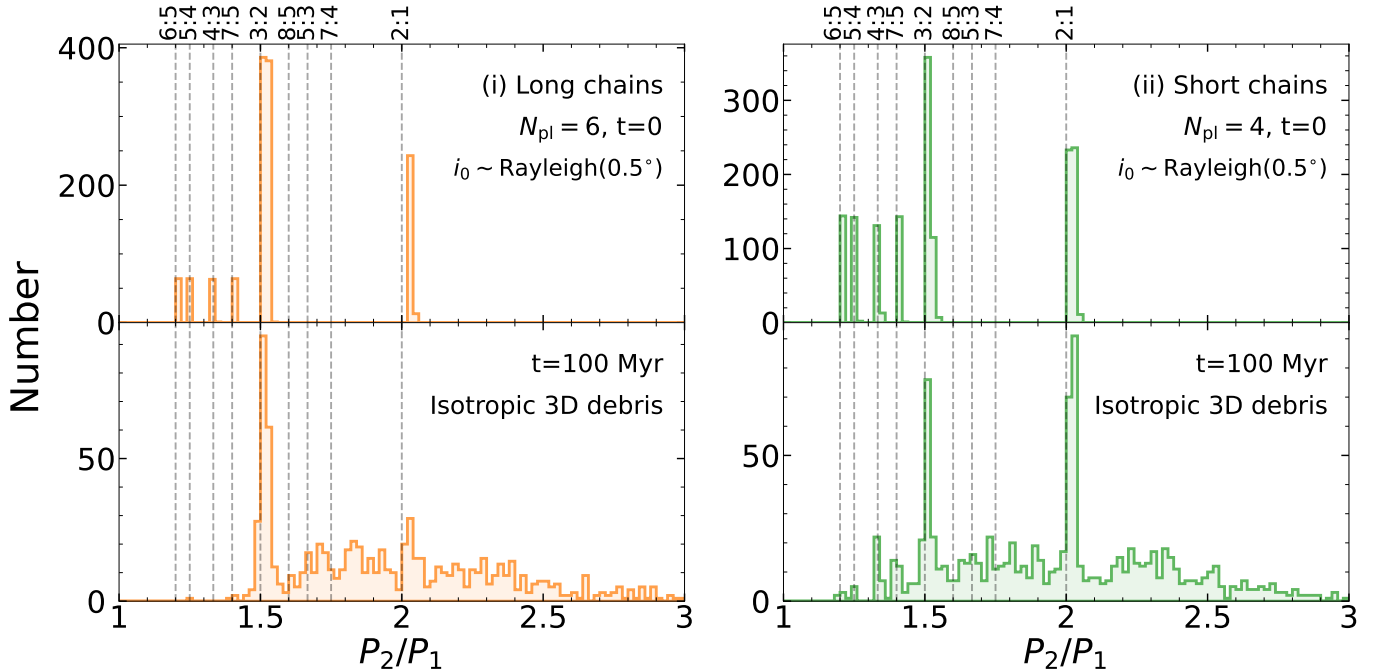 6:5 5:4 4:3 7:5 3:2 8:5 5:3 7:4 2:1
6:5 5:4 4:3 7:5 3:2 8:5 5:3 7:4 2:1
400
200
0
(i) Long chains
N_pl = 6, t=0
i_0 ~ Rayleigh(0.5°)
300
200
100
0
(ii) Short chains
N_pl = 4, t=0
i_0 ~ Rayleigh(0.5°)
Number
50
0
t=100 Myr
Isotropic 3D debris
50
0
t=100 Myr
Isotropic 3D debris
1 1.5 2 2.5 3
P_2/P_1
1 1.5 2 2.5 3
P_2/P_1